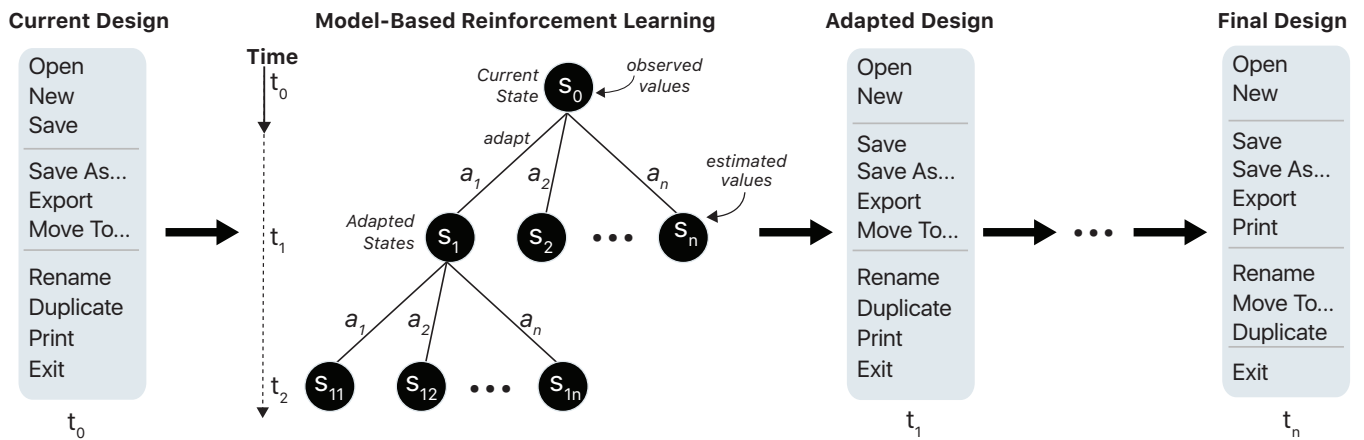 Current Design
Open
New
Save
Save As...
Export
Move To...
Rename
Duplicate
Print
Exit
t0
Model-Based Reinforcement Learning
Time
t0
t1
t2
Current
State
s0
observed
values
adapt
a1
a2
an
estimated
values
Adapted
States
s1
s2
•••
sn
a1
a2
an
s11
s12
•••
s1n
Adapted Design
Open
New
Save
Save As...
Export
Move To...
Rename
Duplicate
Print
Exit
t1
•••
Final Design
Open
New
Save
Save As...
Export
Print
Rename
Move To...
Duplicate
Exit
tn